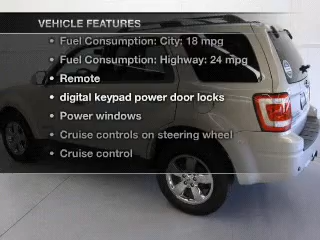 VEHICLE FEATURES
• Fuel Consumption: City: 18 mpg
• Fuel Consumption: Highway: 24 mpg
• Remote
• digital keypad power door locks
• Power windows
• Cruise controls on steering wheel
• Cruise control